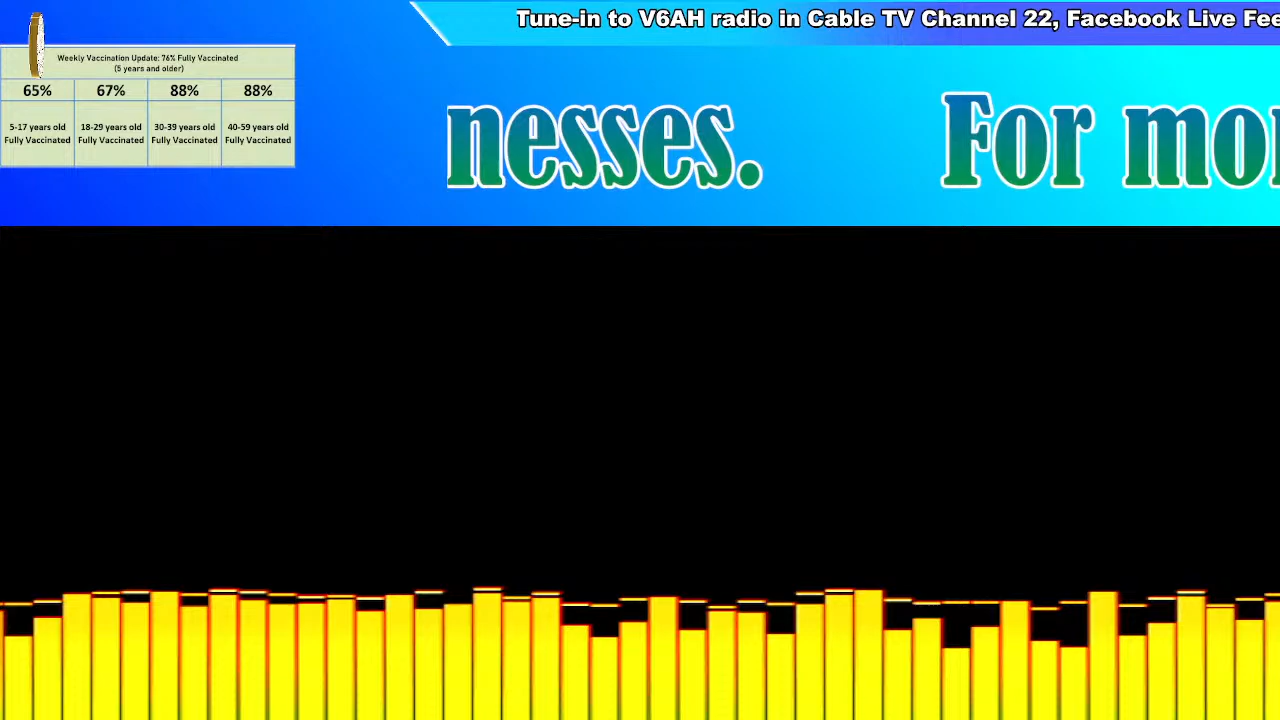 Tune-in to V6AH radio in Cable TV Channel 22, Facebook Live Fee
Weekly Vaccination Update: 76% Fully Vaccinated
(5 years and older)
65% 67% 88% 88%
5-17 years old 18-29 years old 30-39 years old 40-59 years old
Fully Vaccinated Fully Vaccinated Fully Vaccinated Fully Vaccinated
nesses. For mor